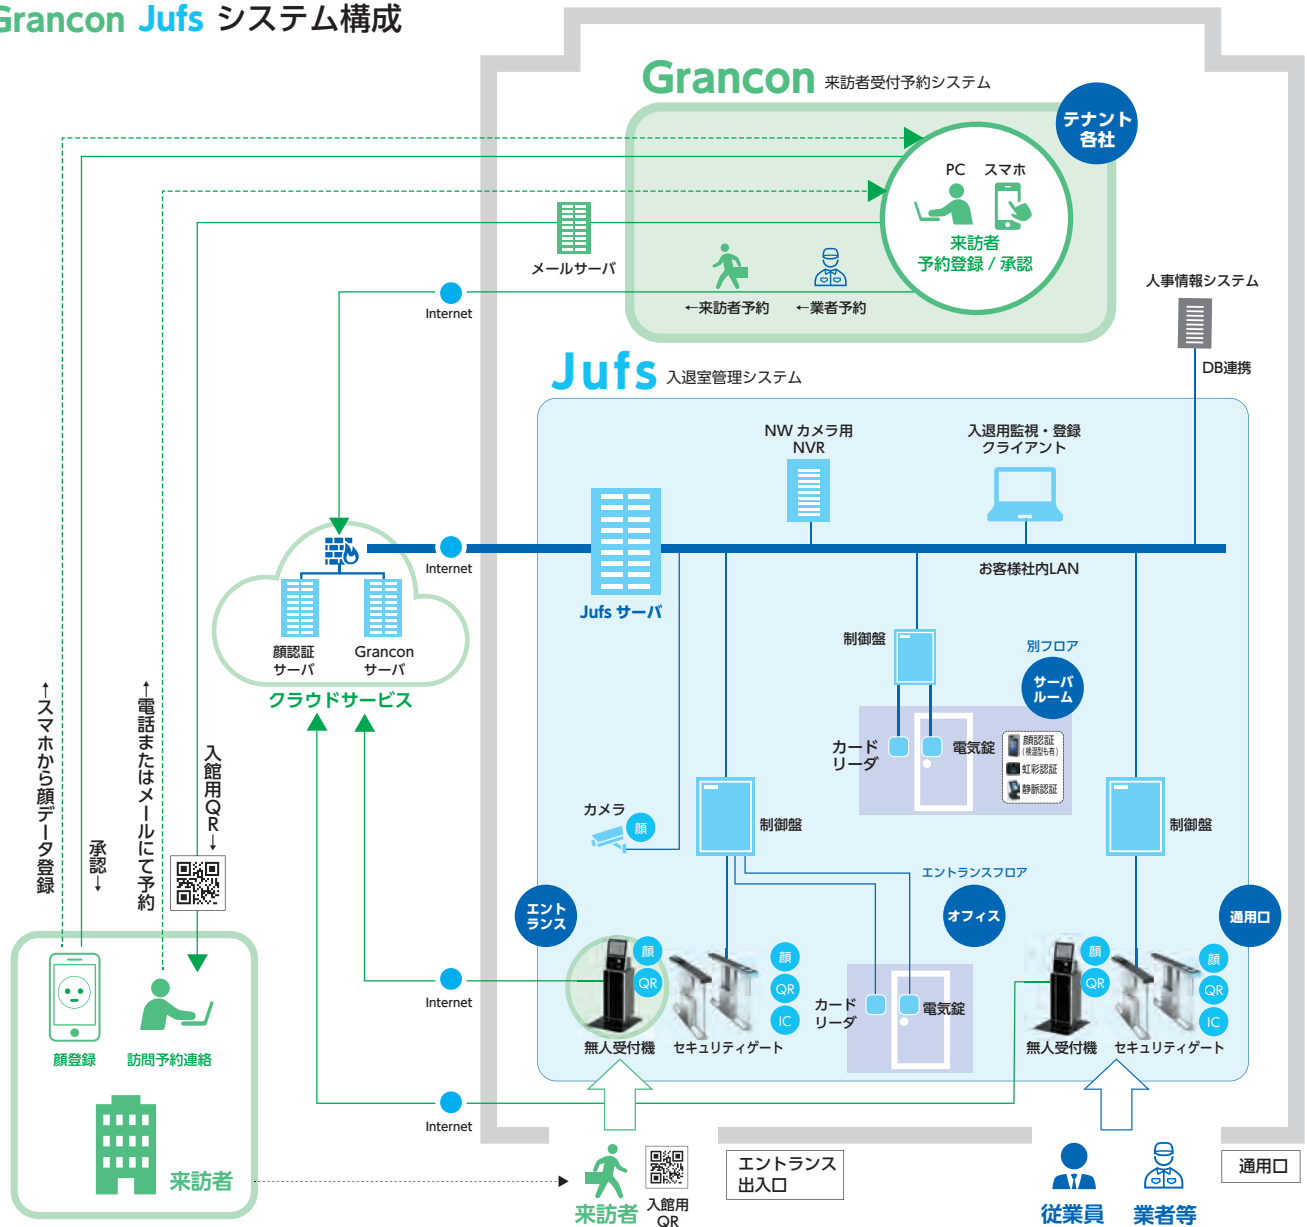 Grancon Jufs システム構成
Grancon 来訪者受付予約システム
テナント
各社
PC スマホ
来訪者
予約登録 / 承認
メールサーバ
←来訪者予約 ←業者予約
Internet
人事情報システム
DB連携
Jufs 入退室管理システム
NW カメラ用
NVR
入退用監視・登録
クライアント
Internet
お客様社内LAN
Jufs サーバ
顔認証
サーバ
Grancon
サーバ
クラウドサービス
制御盤
別フロア
サーバ
ルーム
カード
リーダ
電気錠
顔認証
(検温型も有)
虹彩認証
静脈認証
←スマホから顔データ登録
承認→
←電話またはメールにて予約
入館用QR→
カメラ
顔
制御盤
制御盤
エントランスフロア
オフィス
エント
ランス
通用口
顔
QR
顔
QR
IC
カード
リーダ
電気錠
顔
QR
顔
QR
IC
Internet
無人受付機 セキュリティゲート
無人受付機 セキュリティゲート
顔登録 訪問予約連絡
Internet
来訪者
来訪者
入館用
QR
エントランス
出入口
従業員 業者等
通用口